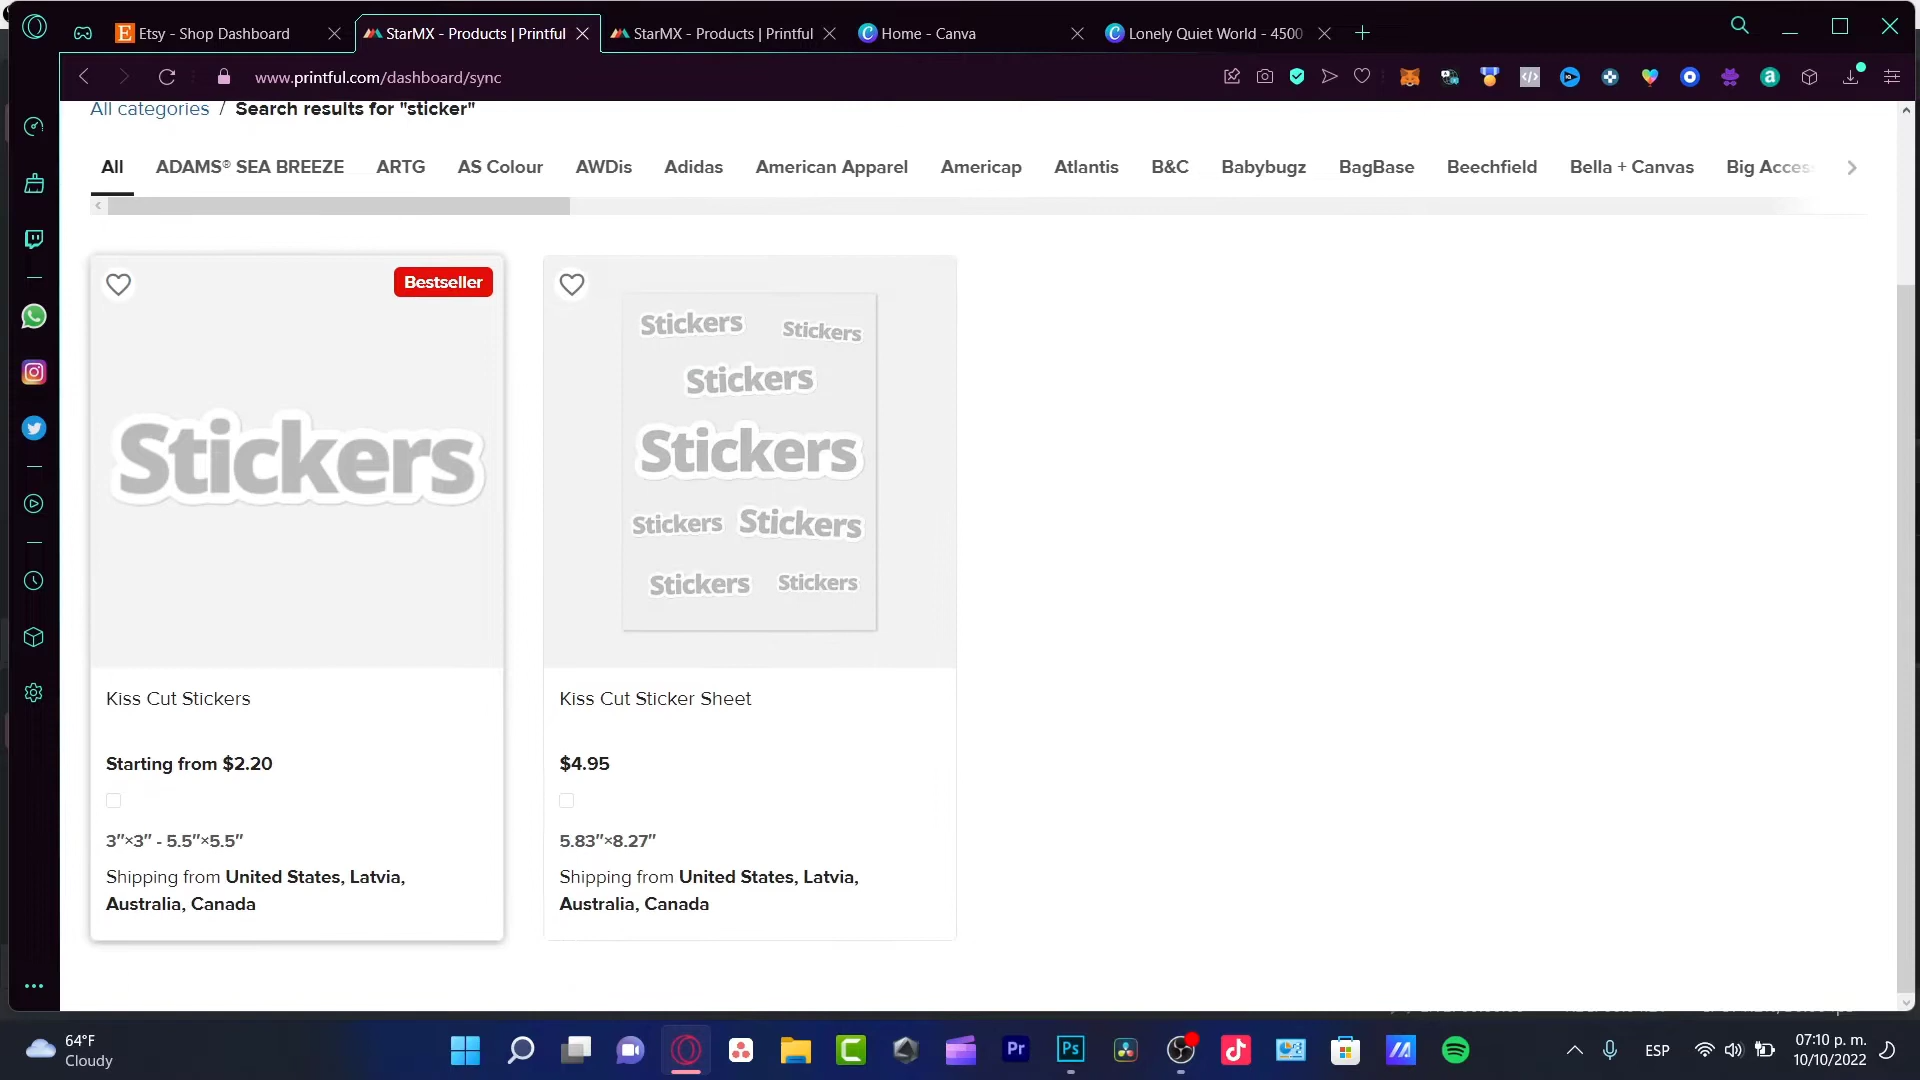 Etsy - Shop Dashboard
StarMX - Products | Printful
StarMX - Products | Printful
Home - Canva
Lonely Quiet World - 4500
www.printful.com/dashboard/sync
All categories / Search results for "sticker"
All ADAMS® SEA BREEZE ARTG AS Colour AWDis Adidas American Apparel Americap Atlantis B&C Babybugz BagBase Beechfield Bella + Canvas Big Access
Bestseller
Stickers
Stickers Stickers
Stickers
Stickers
Stickers Stickers
Stickers Stickers
Kiss Cut Stickers
Starting from $2.20
3″×3″ - 5.5″×5.5″
Shipping from United States, Latvia,
Australia, Canada
Kiss Cut Sticker Sheet
$4.95
5.83″×8.27″
Shipping from United States, Latvia,
Australia, Canada
64°F
Cloudy
Pr
Ps
ESP
07:10 p. m.
10/10/2022